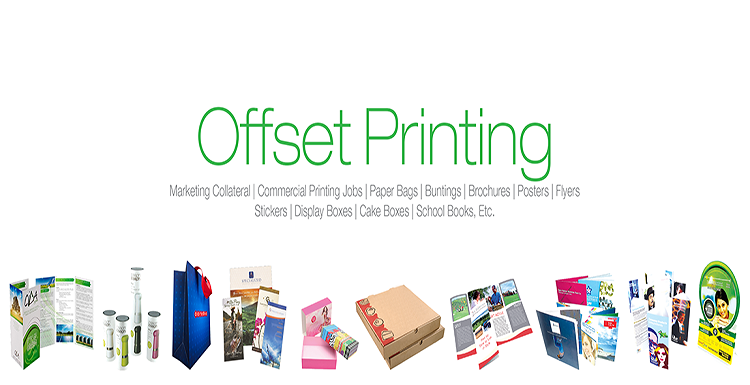 Offset Printing
Marketing Collateral | Commercial Printing Jobs | Paper Bags | Buntings | Brochures | Posters | Flyers
Stickers | Display Boxes | Cake Boxes | School Books, Etc.